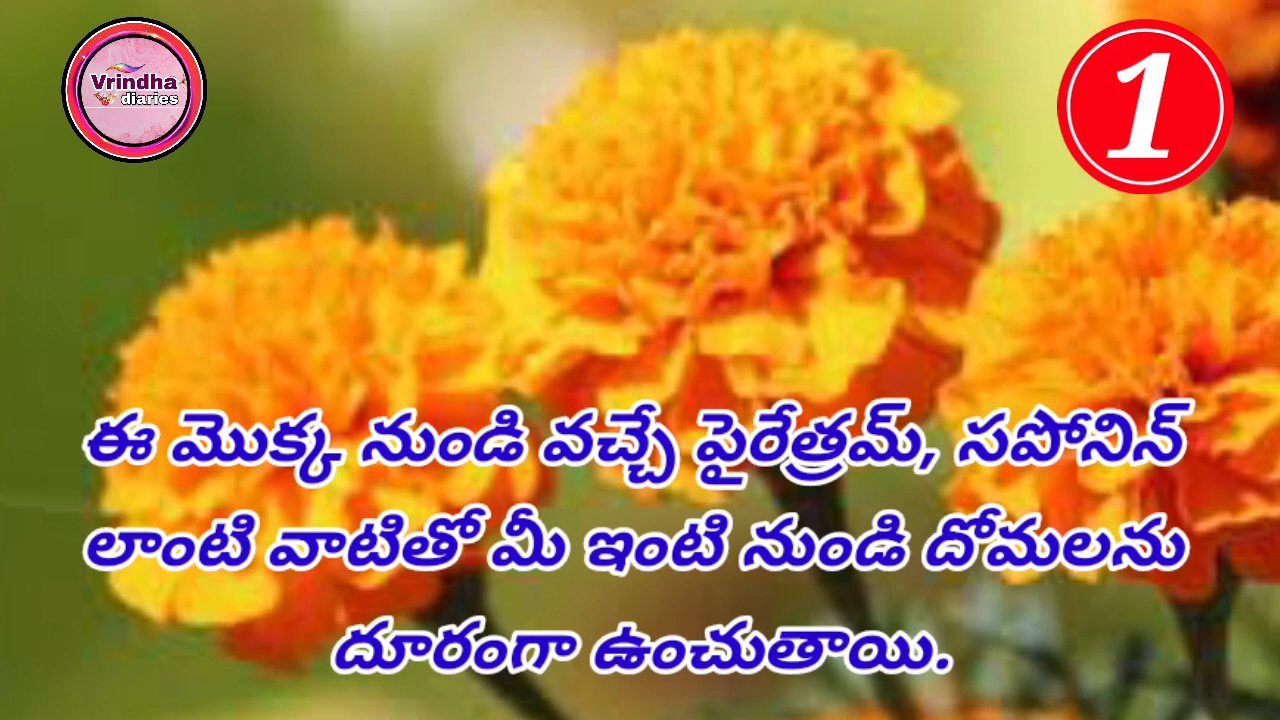 Vrindha
diaries
1
ఈ మొక్క నుండి వచ్చే పైరేత్రమ్, సపోనిన్
లాంటి వాటితో మీ ఇంటి నుండి దోమలను
దూరంగా ఉంచుతాయి.